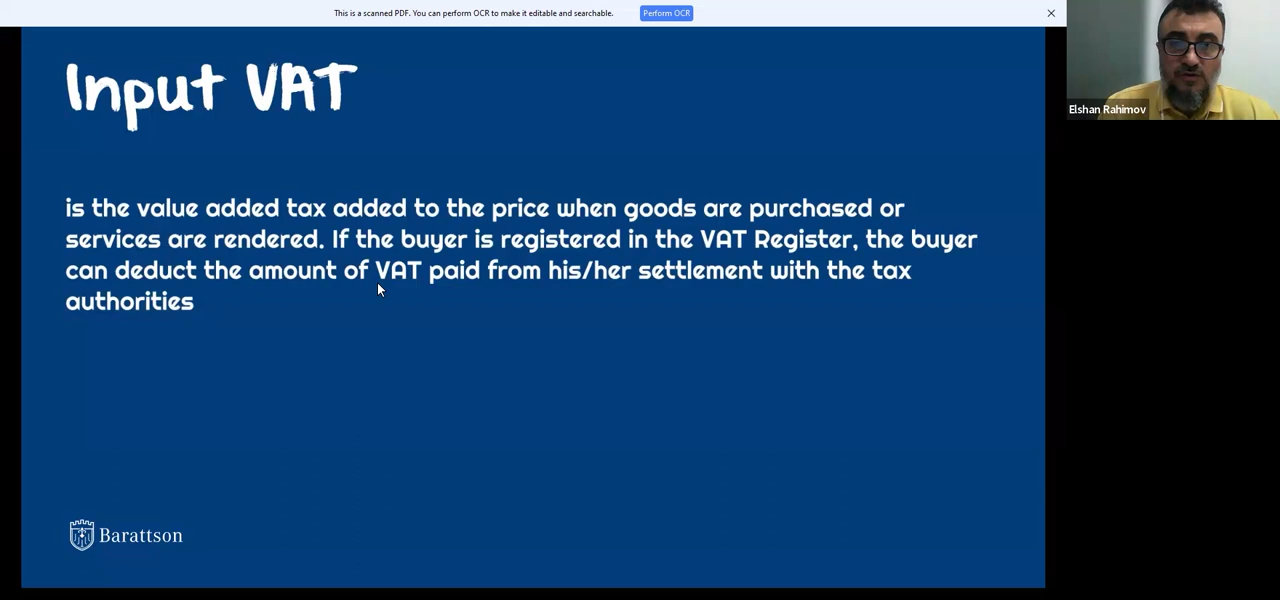 This is a scanned PDF. You can perform OCR to make it editable and searchable.
Perform OCR
Input VAT
is the value added tax added to the price when goods are purchased or
services are rendered. If the buyer is registered in the VAT Register, the buyer
can deduct the amount of VAT paid from his/her settlement with the tax
authorities
Elshan Rahimov
Barattson